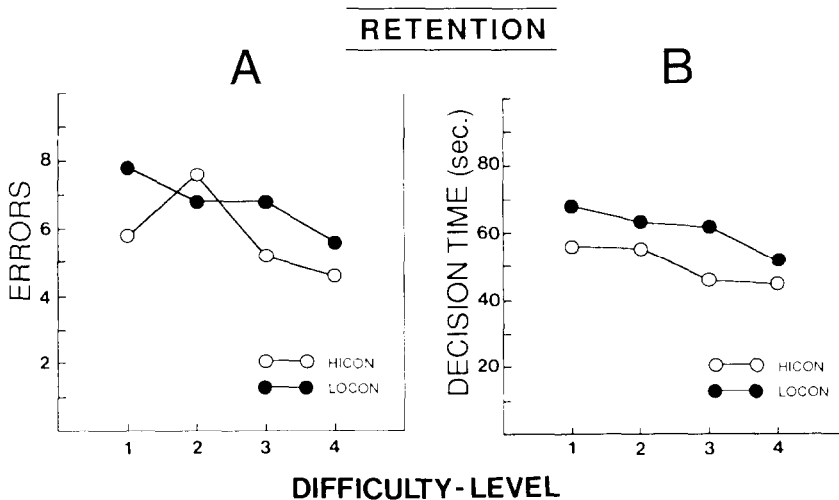 RETENTION
A
B
ERRORS
8
6
4
2
HICON
LOCON
1 2 3 4
DECISION TIME (sec.)
80
60
40
20
HICON
LOCON
1 2 3 4
DIFFICULTY-LEVEL